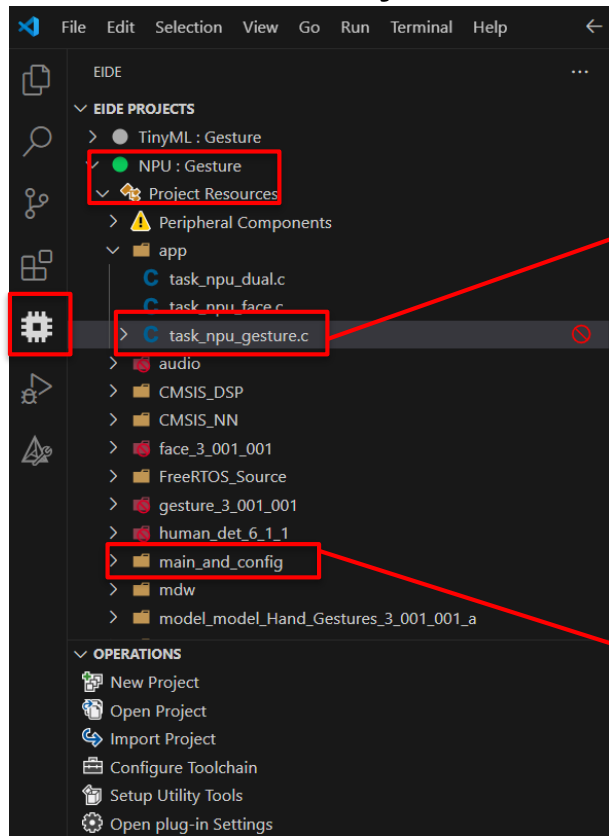 File Edit Selection View Go Run Terminal Help
EIDE
EIDE PROJECTS
TinyML : Gesture
NPU : Gesture
Project Resources
Peripheral Components
app
C task_npu_dual.c
C task_npu_face.c
C task_npu_gesture.c
audio
CMSIS_DSP
CMSIS_NN
face_3_001_001
FreeRTOS_Source
gesture_3_001_001
human_det_6_1_1
main_and_config
mdw
model_model_Hand_Gestures_3_001_001_a
OPERATIONS
New Project
Open Project
Import Project
Configure Toolchain
Setup Utility Tools
Open plug-in Settings